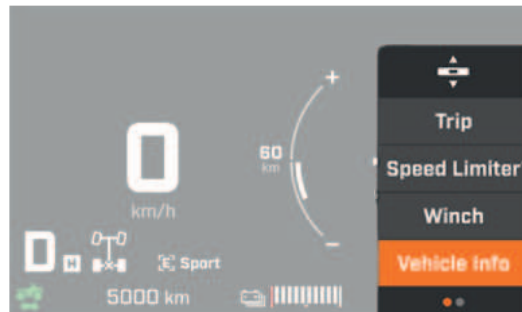 +
Trip
0
60
km
Speed Limiter
km/h
Winch
–
D H
[E] Sport
Vehicle Info
5000 km